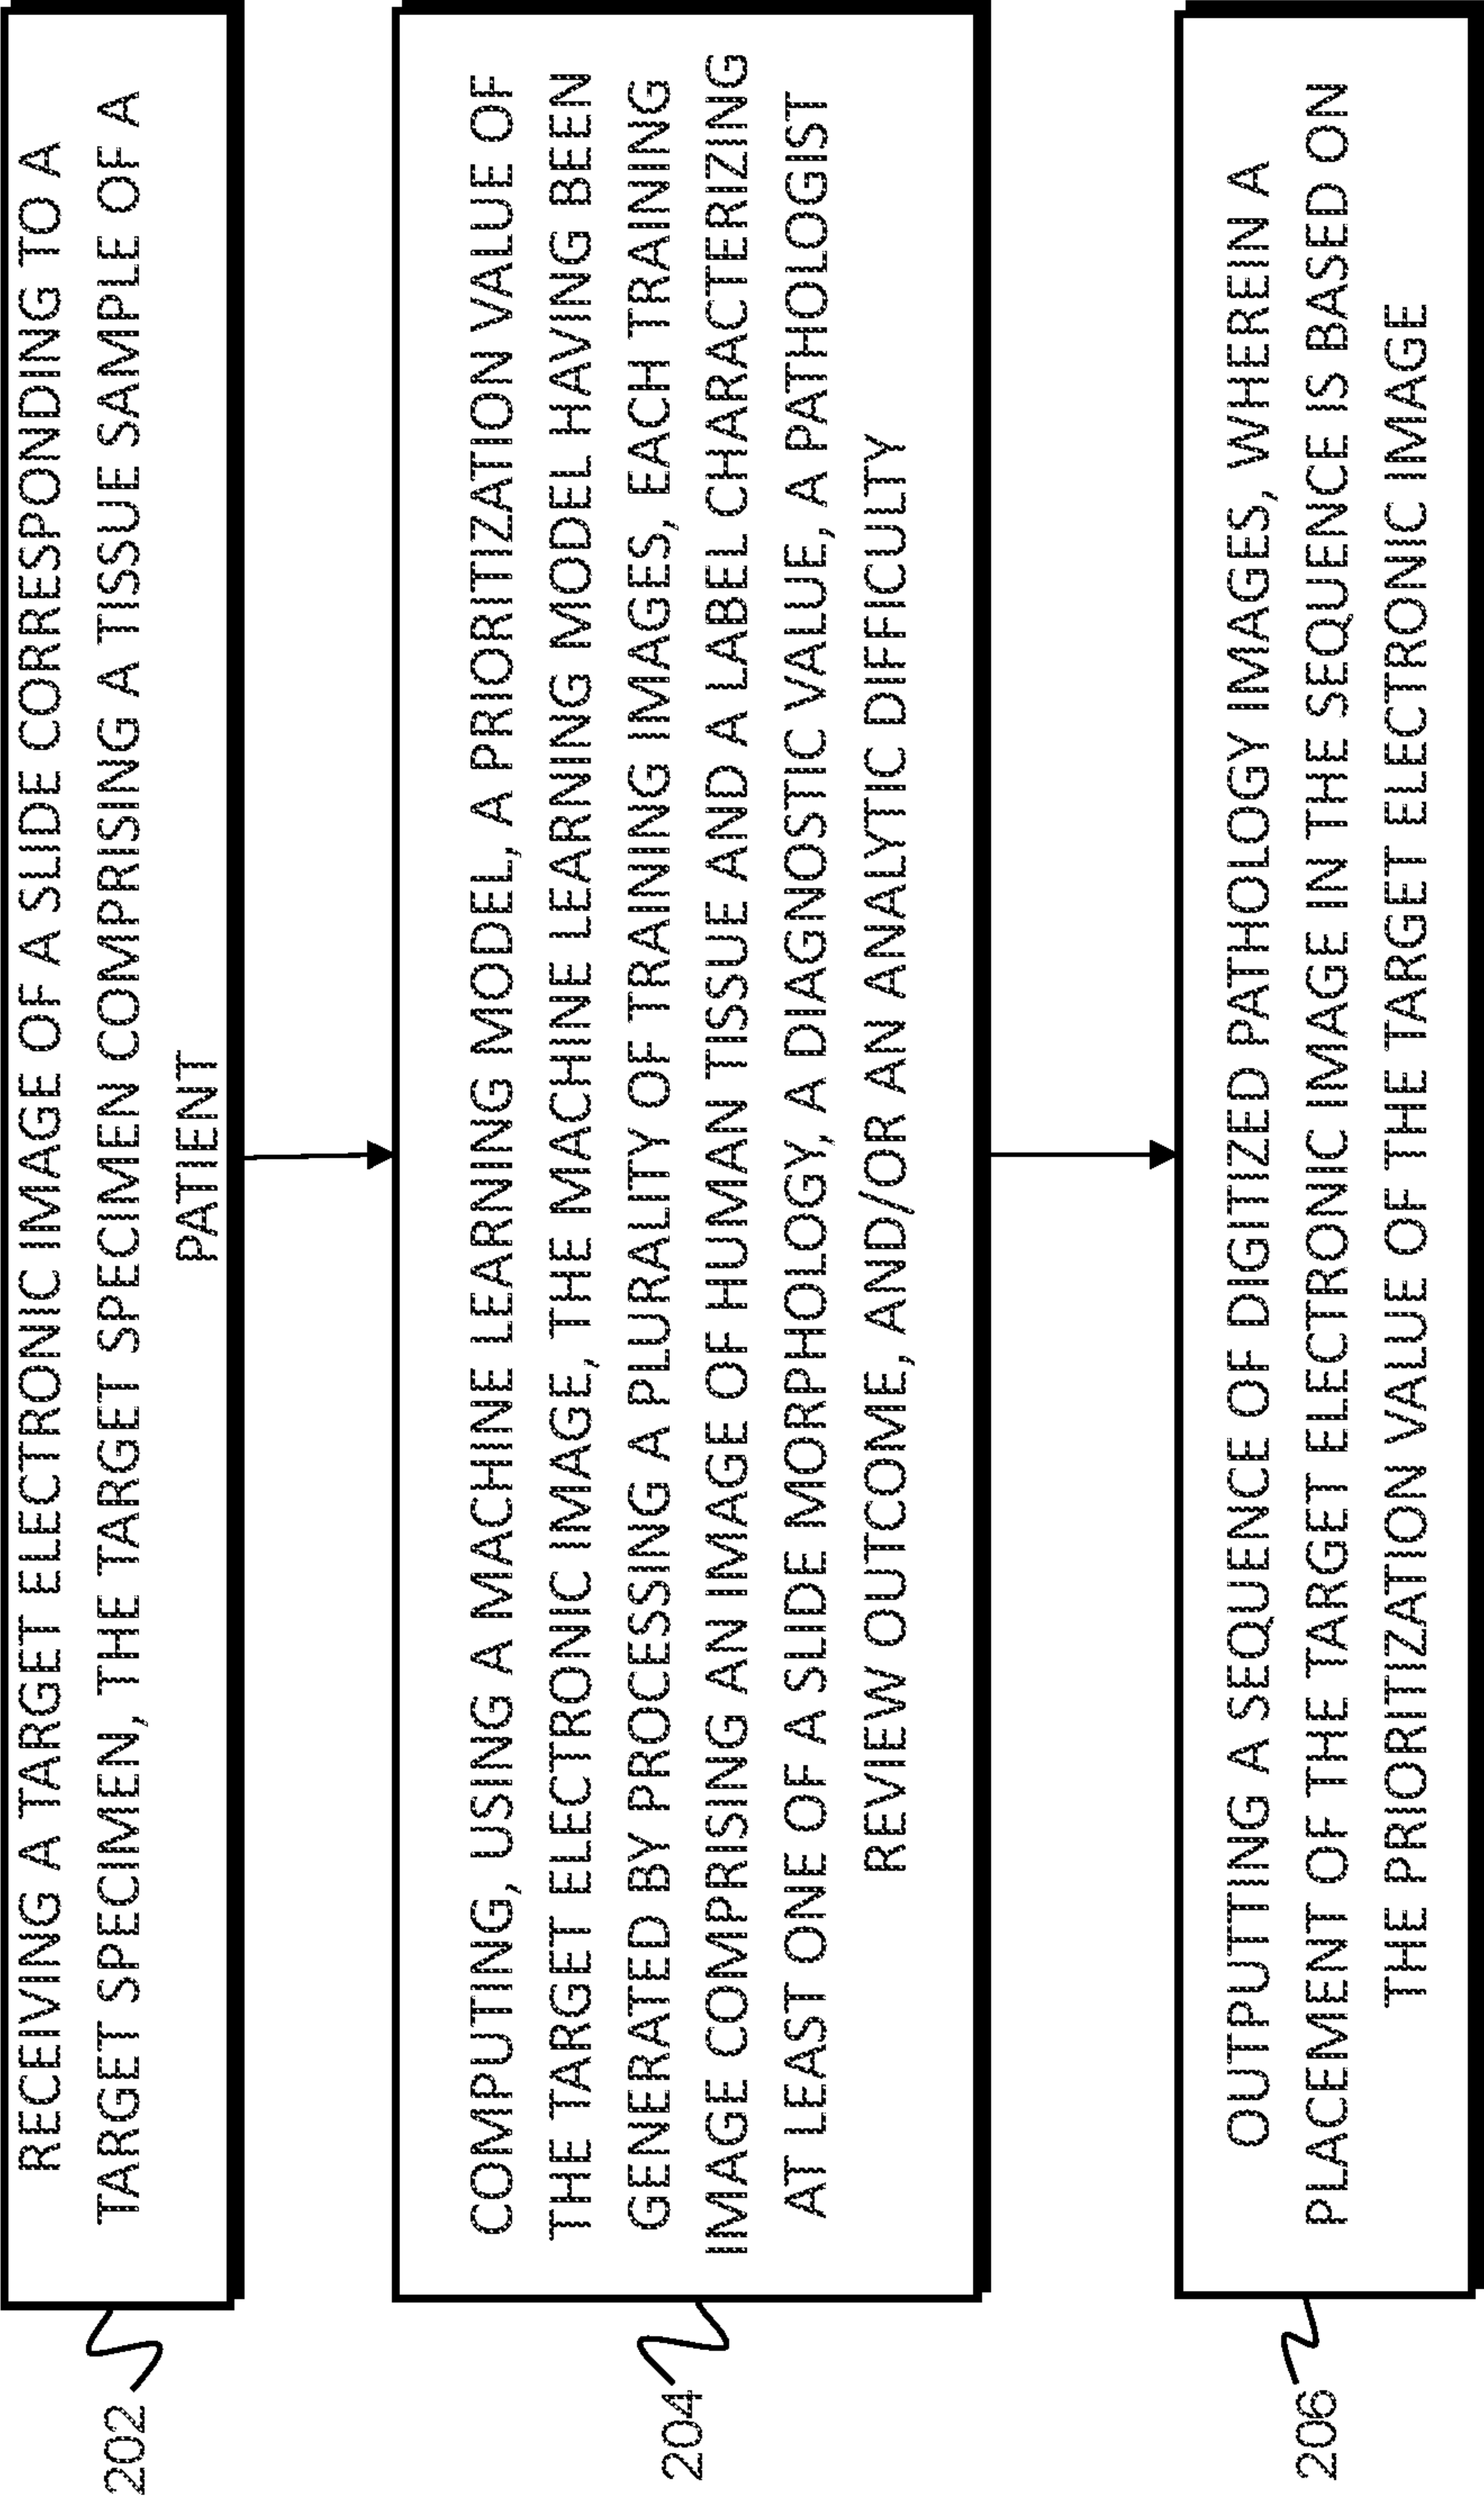 202
RECEIVING A TARGET ELECTRONIC IMAGE OF A SLIDE CORRESPONDING TO A
TARGET SPECIMEN, THE TARGET SPECIMEN COMPRISING A TISSUE SAMPLE OF A
PATIENT
204
COMPUTING, USING A MACHINE LEARNING MODEL, A PRIORITIZATION VALUE OF
THE TARGET ELECTRONIC IMAGE, THE MACHINE LEARNING MODEL HAVING BEEN
GENERATED BY PROCESSING A PLURALITY OF TRAINING IMAGES, EACH TRAINING
IMAGE COMPRISING AN IMAGE OF HUMAN TISSUE AND A LABEL CHARACTERIZING
AT LEAST ONE OF A SLIDE MORPHOLOGY, A DIAGNOSTIC VALUE, A PATHOLOGIST
REVIEW OUTCOME, AND/OR AN ANALYTIC DIFFICULTY
206
OUTPUTTING A SEQUENCE OF DIGITIZED PATHOLOGY IMAGES, WHEREIN A
PLACEMENT OF THE TARGET ELECTRONIC IMAGE IN THE SEQUENCE IS BASED ON
THE PRIORITIZATION VALUE OF THE TARGET ELECTRONIC IMAGE